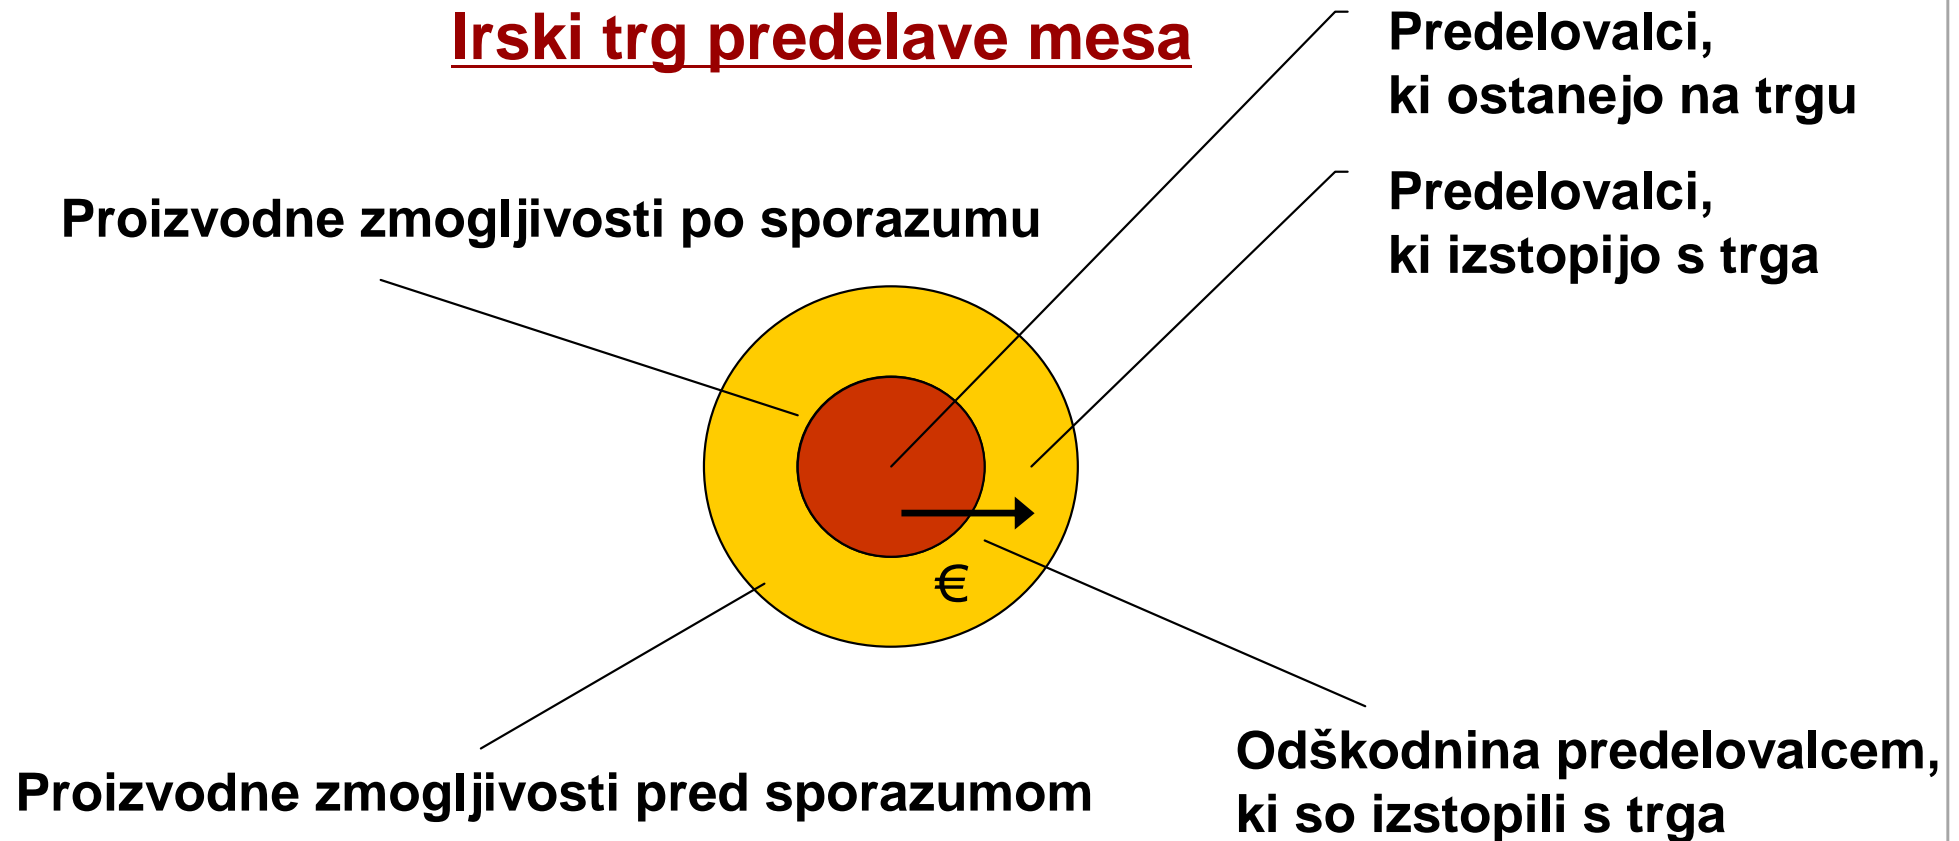 Irski trg predelave mesa
Predelovalci,
ki ostanejo na trgu
Predelovalci,
ki izstopijo s trga
Proizvodne zmogljivosti po sporazumu
€
Proizvodne zmogljivosti pred sporazumom
Odškodnina predelovalcem,
ki so izstopili s trga